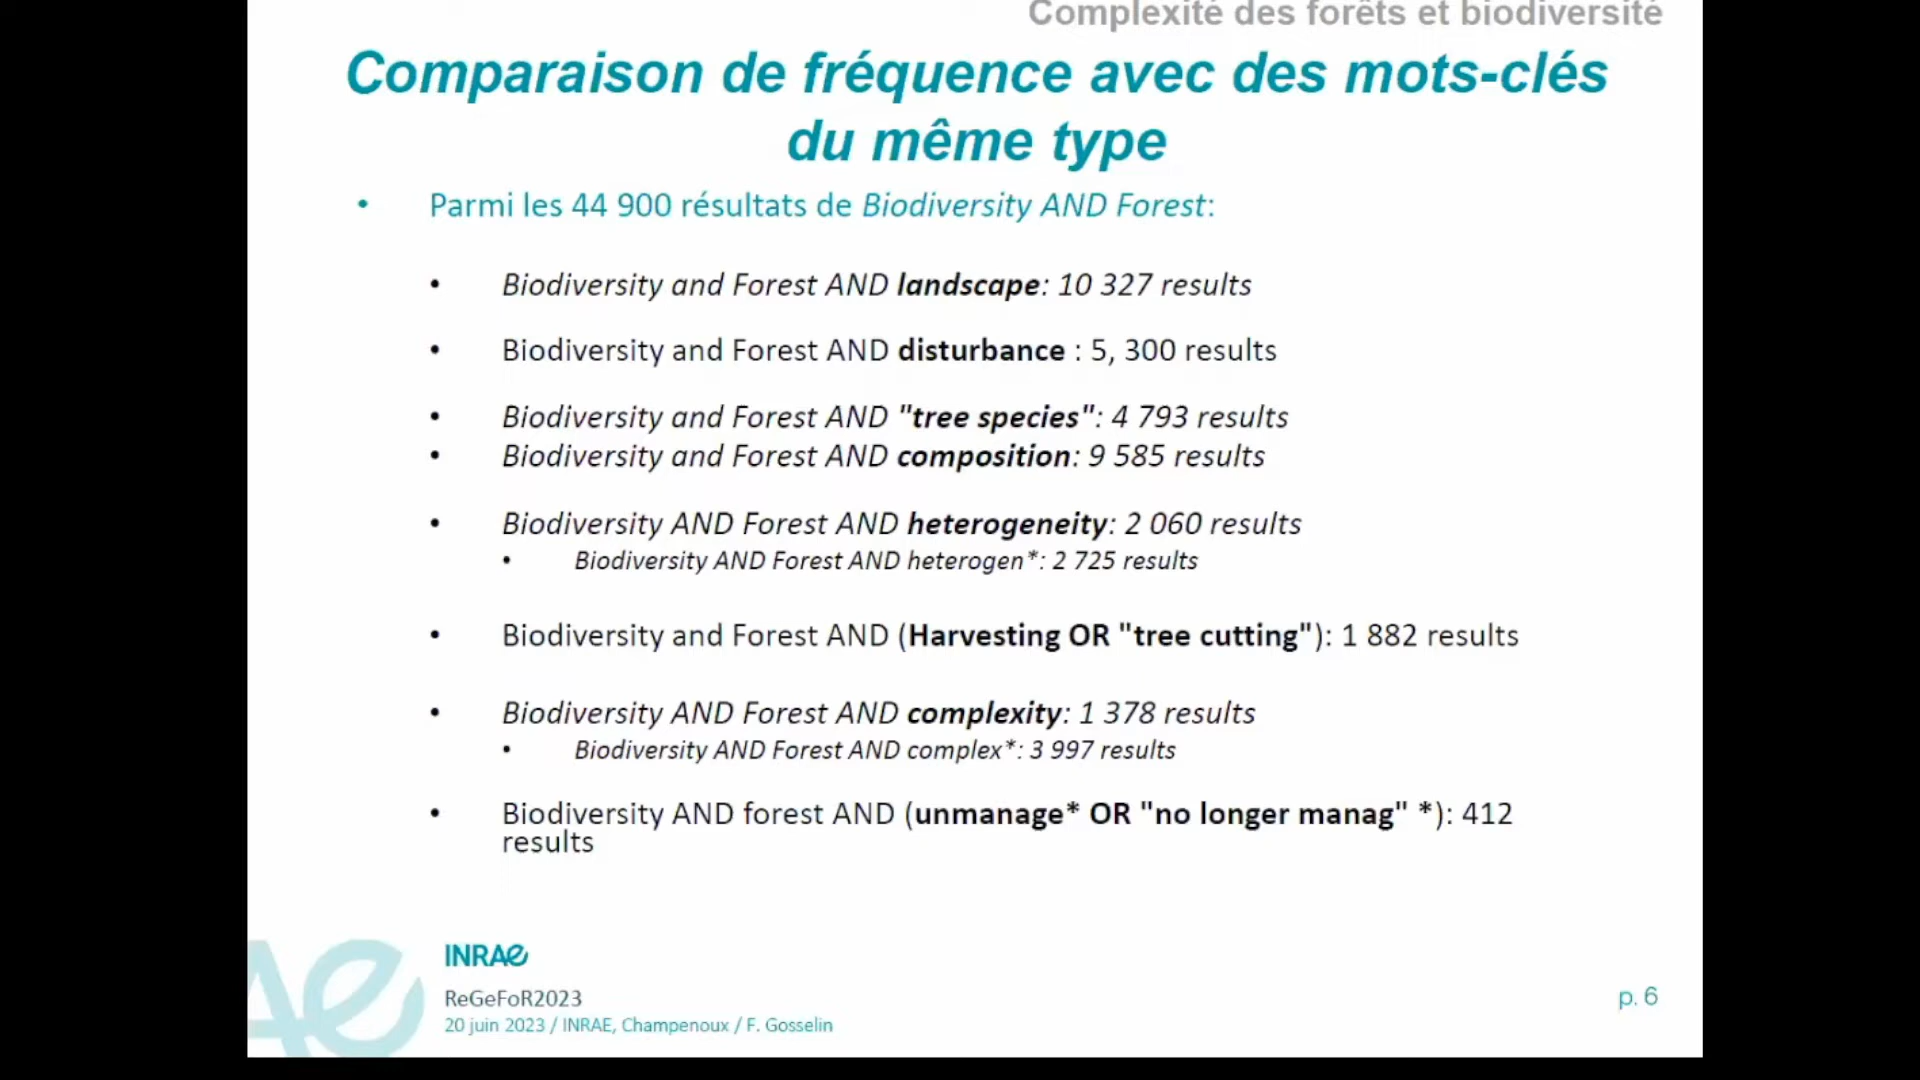 Complexité des forêts et biodiversité
Comparaison de fréquence avec des mots-clés
du même type
• Parmi les 44 900 résultats de Biodiversity AND Forest:
• Biodiversity and Forest AND landscape: 10 327 results
• Biodiversity and Forest AND disturbance : 5, 300 results
• Biodiversity and Forest AND "tree species": 4 793 results
• Biodiversity and Forest AND composition: 9 585 results
• Biodiversity AND Forest AND heterogeneity: 2 060 results
• Biodiversity AND Forest AND heterogen*: 2 725 results
• Biodiversity and Forest AND (Harvesting OR "tree cutting"): 1 882 results
• Biodiversity AND Forest AND complexity: 1 378 results
• Biodiversity AND Forest AND complex*: 3 997 results
• Biodiversity AND forest AND (unmanage* OR "no longer manag" *): 412
results
INRAE
ReGeFoR2023
20 juin 2023 / INRAE, Champenoux / F. Gosselin
p. 6